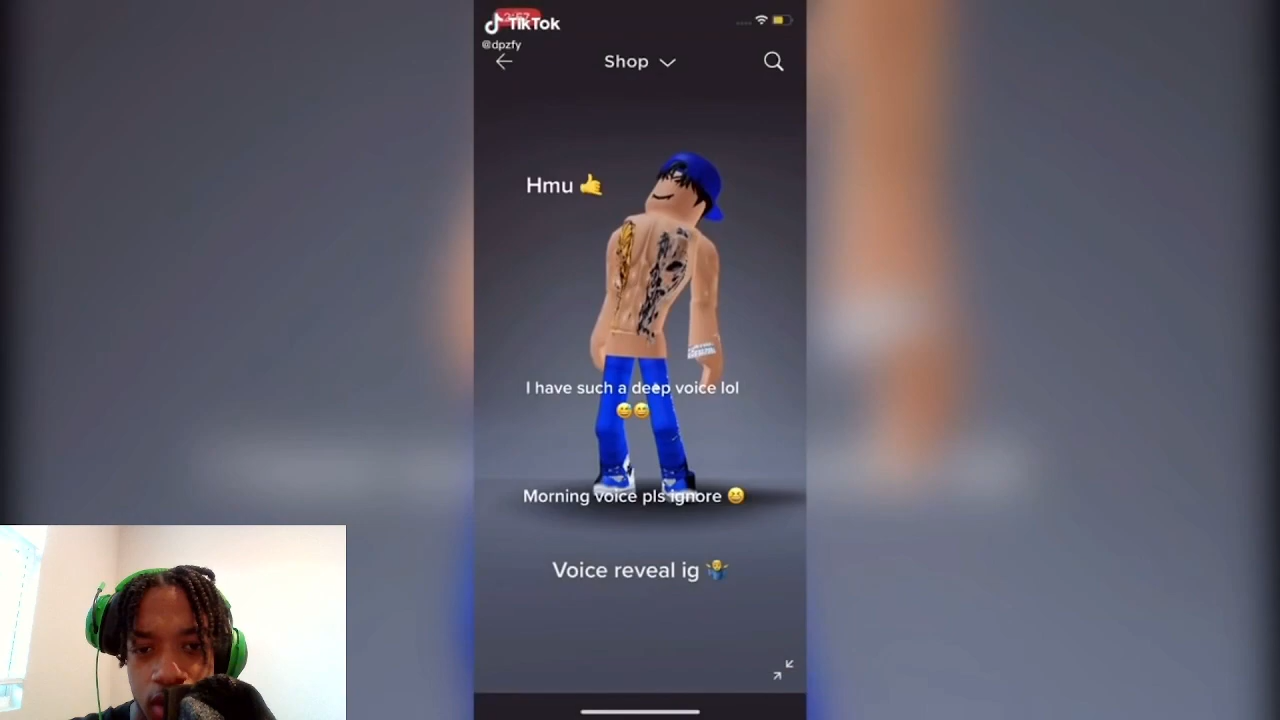 TikTok
@dpzfy
Shop
Hmu 🤙
I have such a deep voice lol
😅😅
Morning voice pls ignore 😆
Voice reveal ig 🤷‍♂️